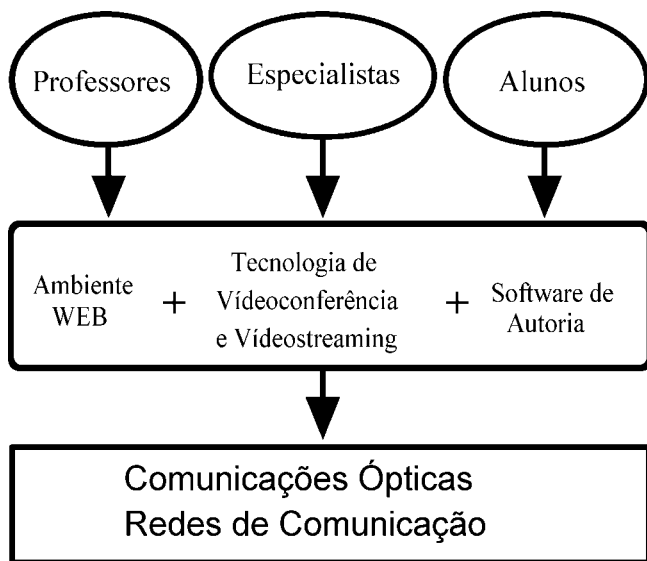 Professores
Especialistas
Alunos
Ambiente
WEB
+
Tecnologia de
Vídeoconferência
e Vídeostreaming
+
Software de
Autoria
Comunicações Ópticas
Redes de Comunicação